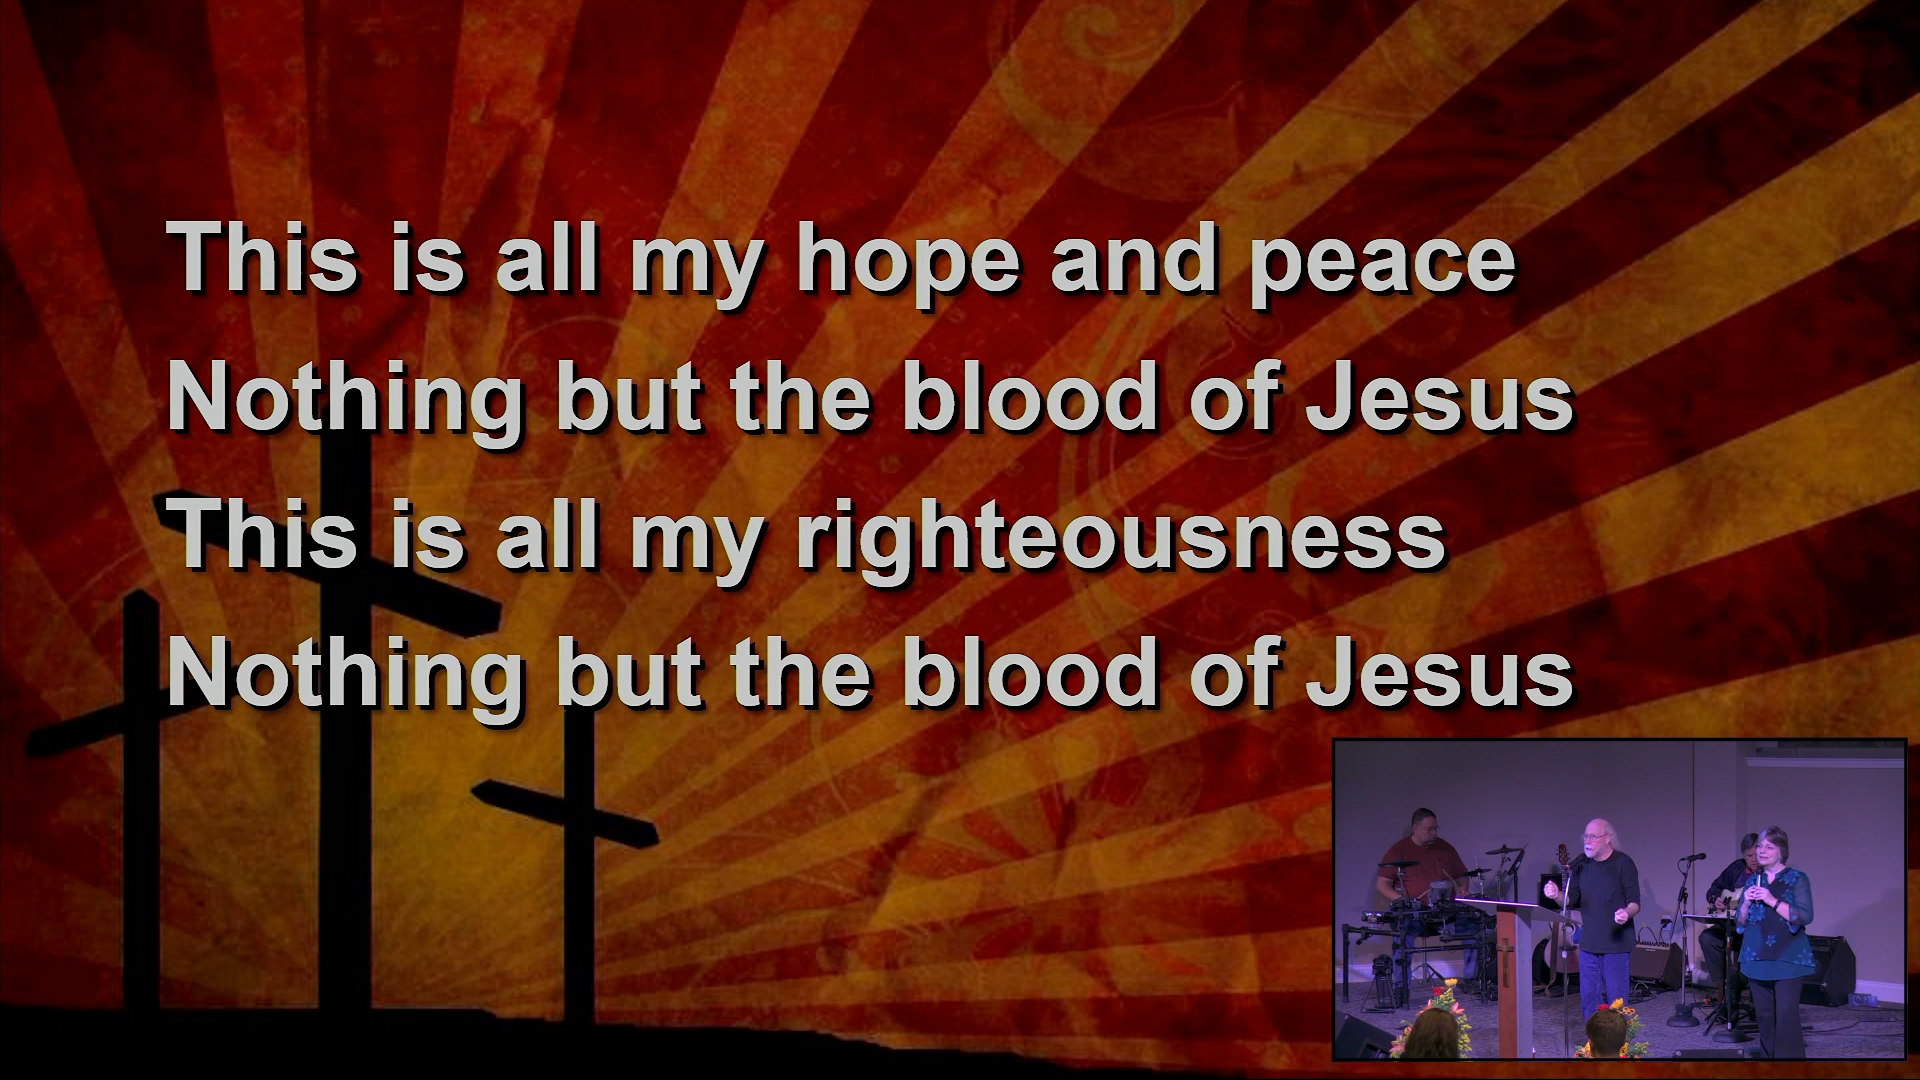 This is all my hope and peace
Nothing but the blood of Jesus
This is all my righteousness
Nothing but the blood of Jesus